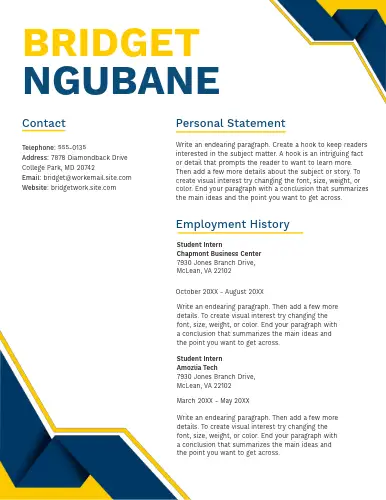 BRIDGET
NGUBANE
Contact
Telephone: 555-0135
Address: 7878 Diamondback Drive
College Park, MD 20742
Email: bridget@workemail.site.com
Website: bridgetwork.site.com
Personal Statement
Write an endearing paragraph. Create a hook to keep readers
interested in the subject matter. A hook is an intriguing fact
or detail that prompts the reader to want to learn more.
Then add a few more details about the subject or story. To
create visual interest try changing the font, size, weight, or
color. End your paragraph with a conclusion that summarizes
the main ideas and the point you want to get across.
Employment History
Student Intern
Chapmont Business Center
7930 Jones Branch Drive,
McLean, VA 22102
October 20XX - August 20XX
Write an endearing paragraph. Then add a few more
details. To create visual interest try changing the
font, size, weight, or color. End your paragraph with
a conclusion that summarizes the main ideas and
the point you want to get across.
Student Intern
Amoziia Tech
7930 Jones Branch Drive,
McLean, VA 22102
March 20XX - May 20XX
Write an endearing paragraph. Then add a few more
details. To create visual interest try changing the
font, size, weight, or color. End your paragraph with
a conclusion that summarizes the main ideas and
the point you want to get across.